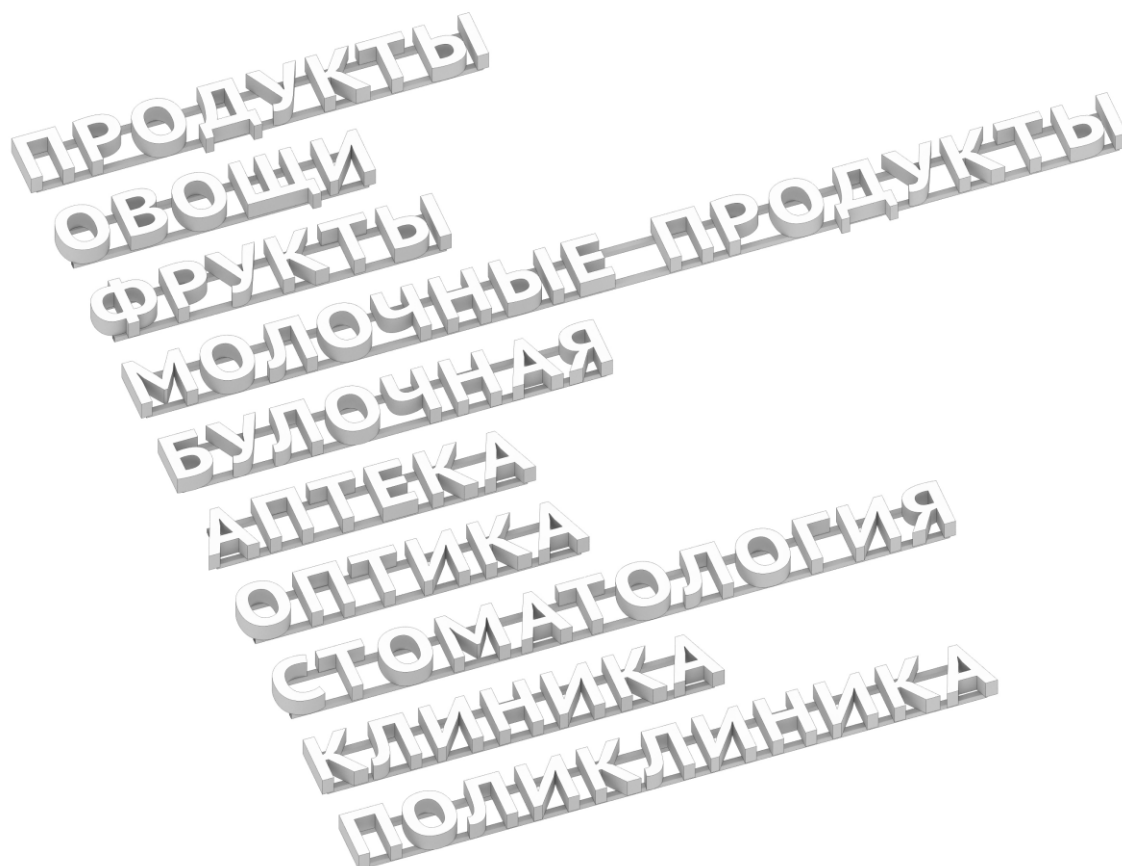 ПРОДУКТЫ
ОВОЩИ
ФРУКТЫ
МОЛОЧНЫЕ ПРОДУКТЫ
БУЛОЧНАЯ
АПТЕКА
ОПТИКА
СТОМАТОЛОГИЯ
КЛИНИКА
ПОЛИКЛИНИКА